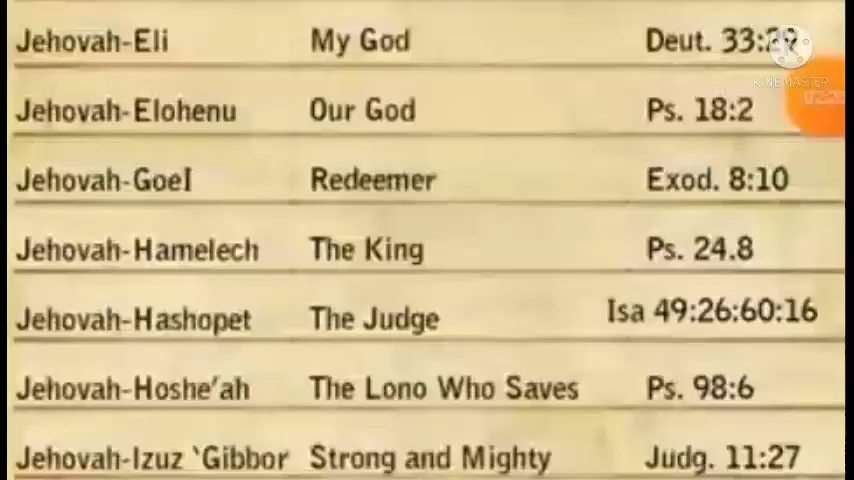 Jehovah-Eli My God Deut. 33:29
KINEMASTER
Jehovah-Elohenu Our God Ps. 18:2
Jehovah-Goel Redeemer Exod. 8:10
Jehovah-Hamelech The King Ps. 24.8
Jehovah-Hashopet The Judge Isa 49:26:60:16
Jehovah-Hoshe'ah The Lono Who Saves Ps. 98:6
Jehovah-Izuz `Gibbor Strong and Mighty Judg. 11:27